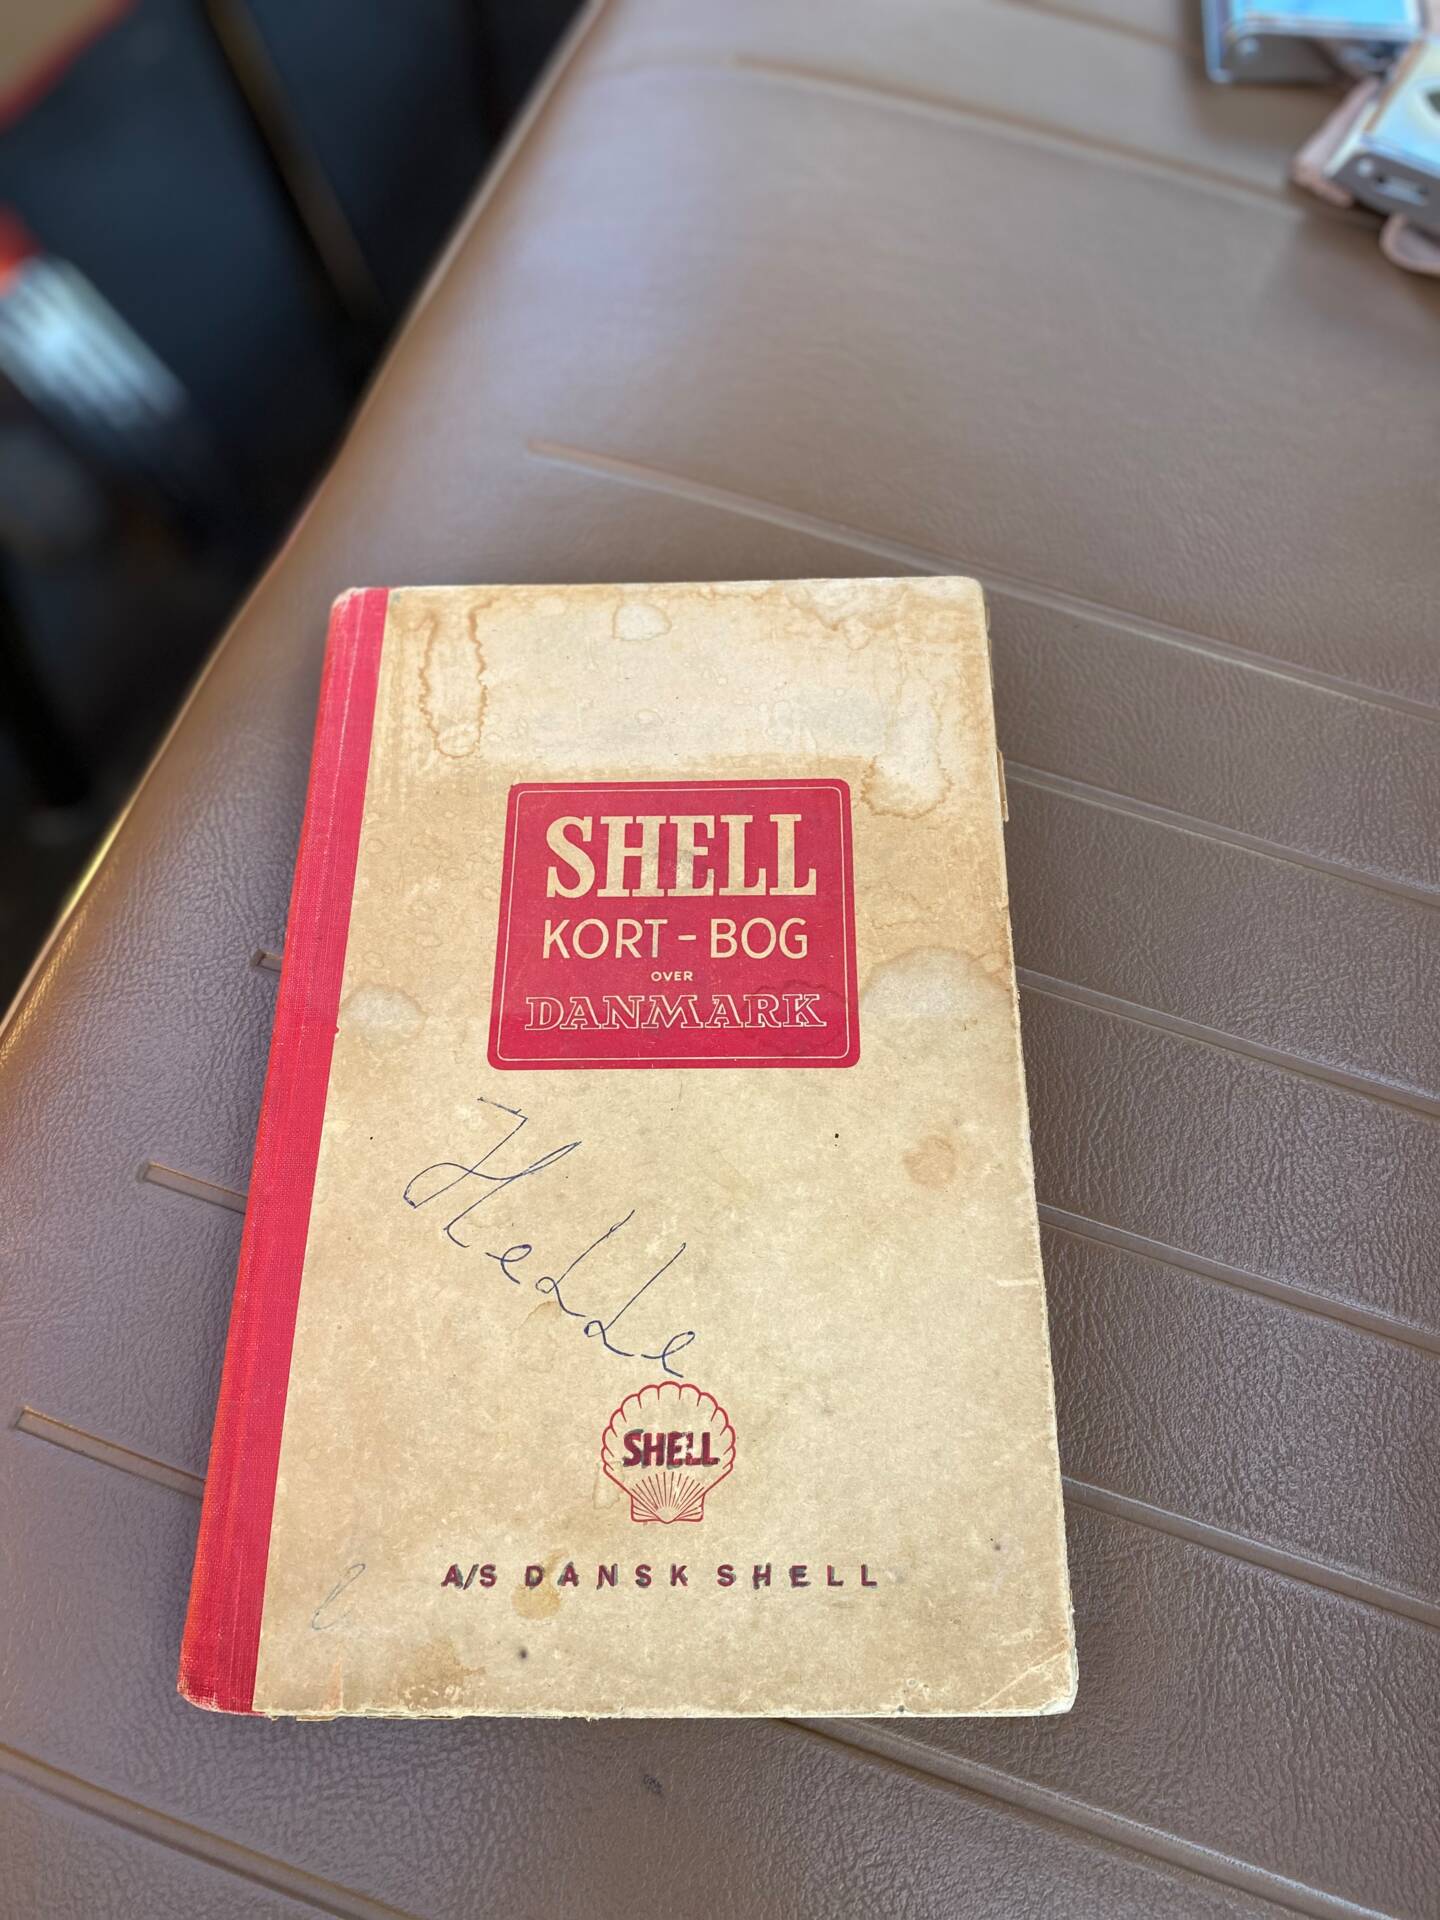 SHELL
KORT-BOG
OVER
DANMARK
Helle
SHELL
A/S DANSK SHELL